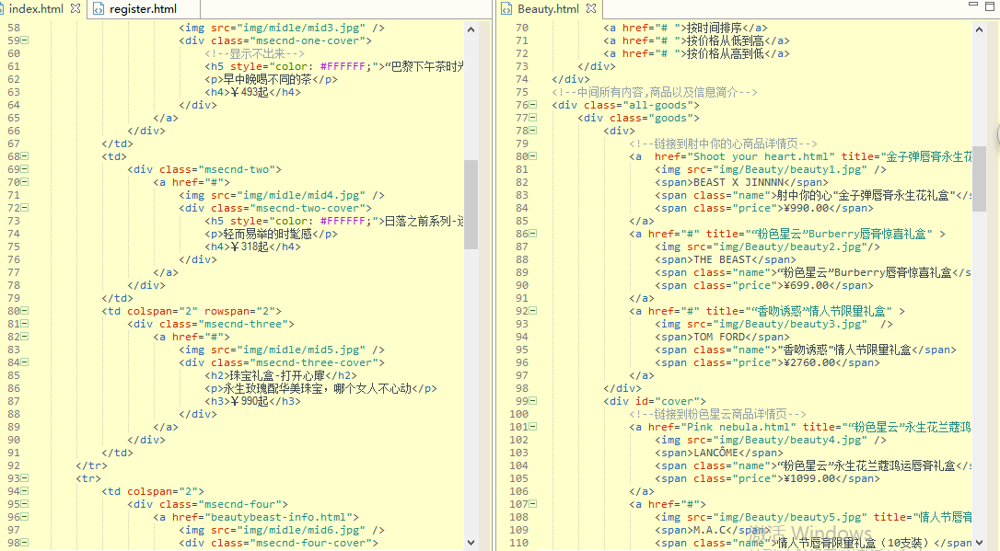 index.html
register.html
58 <img src="img/midle/mid3.jpg" />
59 <div class="msecnd-one-cover">
60 <!--显示不出来-->
61 <h5 style="color: #FFFFFF;">“巴黎下午茶时光
62 <p>早中晚喝不同的茶</p>
63 <h4>¥493起</h4>
64 </div>
65 </a>
66 </div>
67 </td>
68 <td>
69 <div class="msecnd-two">
70 <a href="#">
71 <img src="img/midle/mid4.jpg" />
72 <div class="msecnd-two-cover">
73 <h5 style="color: #FFFFFF;">日落之前系列-
74 <p>轻而易举的时髦感</p>
75 <h4>¥318起</h4>
76 </div>
77 </a>
78 </div>
79 </td>
80 <td colspan="2" rowspan="2">
81 <div class="msecnd-three">
82 <a href="#">
83 <img src="img/midle/mid5.jpg" />
84 <div class="msecnd-three-cover">
85 <h2>珠宝礼盒-打开心扉</h2>
86 <p>永生玫瑰配华美珠宝，哪个女人不心动</p>
87 <h3>¥990起</h3>
88 </div>
89 </a>
90 </div>
91 </td>
92 </tr>
93 <tr>
94 <td colspan="2">
95 <div class="msecnd-four">
96 <a href="beautybeast-info.html">
97 <img src="img/midle/mid6.jpg" />
98 <div class="msecnd-four-cover">
Beauty.html
70 <a href="# ">按时间排序</a>
71 <a href="# ">按价格从低到高</a>
72 <a href="# ">按价格从高到低</a>
73 </div>
74 </div>
75 <!--中间所有内容,商品以及信息简介-->
76 <div class="all-goods">
77 <div class="goods">
78 <div>
79 <!--链接到射中你的心商品详情页-->
80 <a  href="Shoot your heart.html" title="金子弹唇膏永生花
81 <img src="img/Beauty/beauty1.jpg" />
82 <span>BEAST X JINNNN</span>
83 <span class="name">射中你的心"金子弹唇膏永生花礼盒"</s
84 <span class="price">¥990.00</span>
85 </a>
86 <a href="#" title="“粉色星云”Burberry唇膏惊喜礼盒" >
87 <img src="img/Beauty/beauty2.jpg"/>
88 <span>THE BEAST</span>
89 <span class="name">“粉色星云”Burberry唇膏惊喜礼盒</s
90 <span class="price">¥699.00</span>
91 </a>
92 <a href="#" title="“香吻诱惑”情人节限量礼盒" >
93 <img src="img/Beauty/beauty3.jpg"  />
94 <span>TOM FORD</span>
95 <span class="name">"香吻诱惑"情人节限量礼盒</span>
96 <span class="price">¥2760.00</span>
97 </a>
98 </div>
99 <div id="cover">
100 <!--链接到粉色星云商品详情页-->
101 <a href="Pink nebula.html" title="“粉色星云”永生花兰蔻鸿
102 <img src="img/Beauty/beauty4.jpg" />
103 <span>LANCÔME</span>
104 <span class="name">“粉色星云”永生花兰蔻鸿运唇膏礼盒</s
105 <span class="price">¥1099.00</span>
106 </a>
107 <a href="#">
108 <img src="img/Beauty/beauty5.jpg" title="情人节唇膏
109 <span>M.A.C</span>
110 <span class="name">情人节唇膏限量礼盒（10支装）</span>
激活 Windows